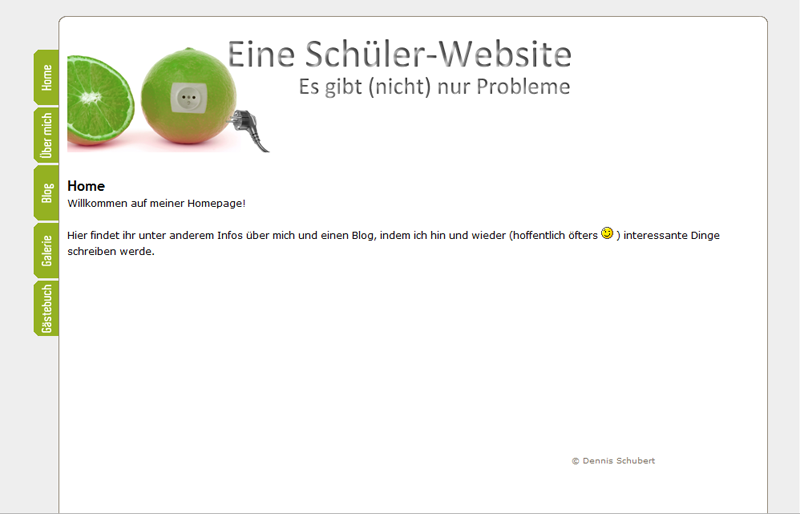 Eine Schüler-Website
Es gibt (nicht) nur Probleme
Home
Über mich
Blog
Galerie
Gästebuch
Home
Willkommen auf meiner Homepage!
Hier findet ihr unter anderem Infos über mich und einen Blog, indem ich hin und wieder (hoffentlich öfters ) interessante Dinge
schreiben werde.
© Dennis Schubert